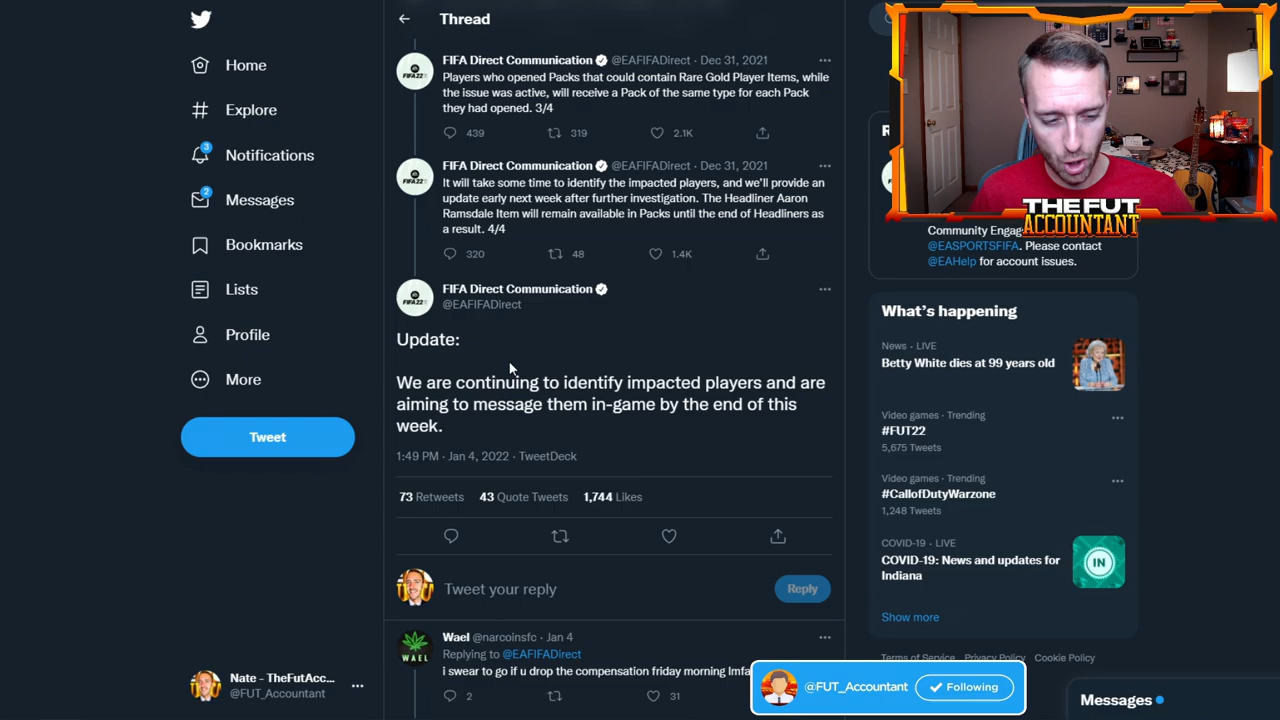 Home
Explore
3
Notifications
2
Messages
Bookmarks
Lists
Profile
More
Tweet
Nate - TheFutAcc...
@FUT_Accountant
Thread
FIFA Direct Communication @EAFIFADirect · Dec 31, 2021
Players who opened Packs that could contain Rare Gold Player Items, while
the issue was active, will receive a Pack of the same type for each Pack
they had opened. 3/4
439 319 2.1K
FIFA Direct Communication @EAFIFADirect · Dec 31, 2021
It will take some time to identify the impacted players, and we'll provide an
update early next week after further investigation. The Headliner Aaron
Ramsdale Item will remain available in Packs until the end of Headliners as
a result. 4/4
320 48 1.4K
FIFA Direct Communication
@EAFIFADirect
Update:
We are continuing to identify impacted players and are
aiming to message them in-game by the end of this
week.
1:49 PM · Jan 4, 2022 · TweetDeck
73 Retweets 43 Quote Tweets 1,744 Likes
Tweet your reply
Reply
Wael @narcoinsfc · Jan 4
Replying to @EAFIFADirect
i swear to go if u drop the compensation friday morning lmfa
2 31
THE FUT
ACCOUNTANT
Community Engag
@EASPORTSFIFA. Please contact
@EAHelp for account issues.
What's happening
News · LIVE
Betty White dies at 99 years old
Video games · Trending
#FUT22
5,675 Tweets
Video games · Trending
#CallofDutyWarzone
1,248 Tweets
COVID-19 · LIVE
COVID-19: News and updates for
Indiana
IN
Show more
Terms of Service Privacy Policy Cookie Policy
@FUT_Accountant Following
Messages